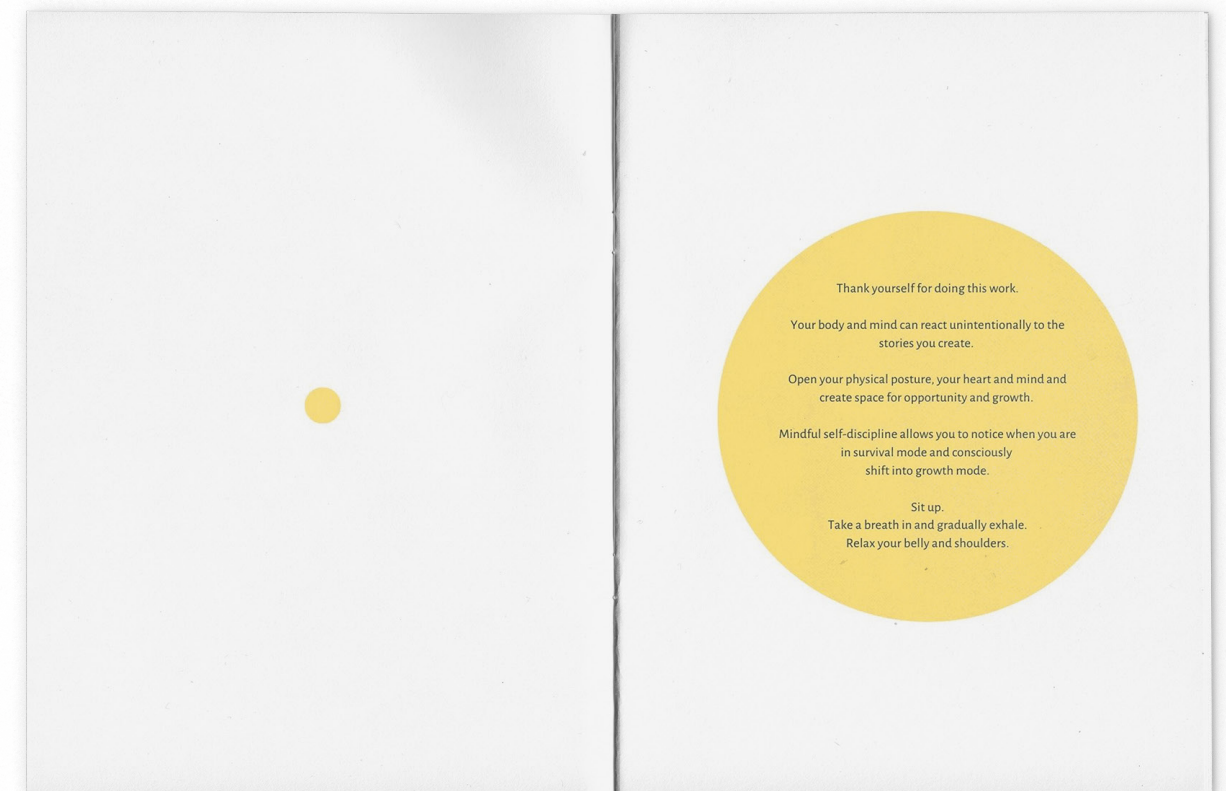 Thank yourself for doing this work.
Your body and mind can react unintentionally to the
stories you create.
Open your physical posture, your heart and mind and
create space for opportunity and growth.
Mindful self-discipline allows you to notice when you are
in survival mode and consciously
shift into growth mode.
Sit up.
Take a breath in and gradually exhale.
Relax your belly and shoulders.